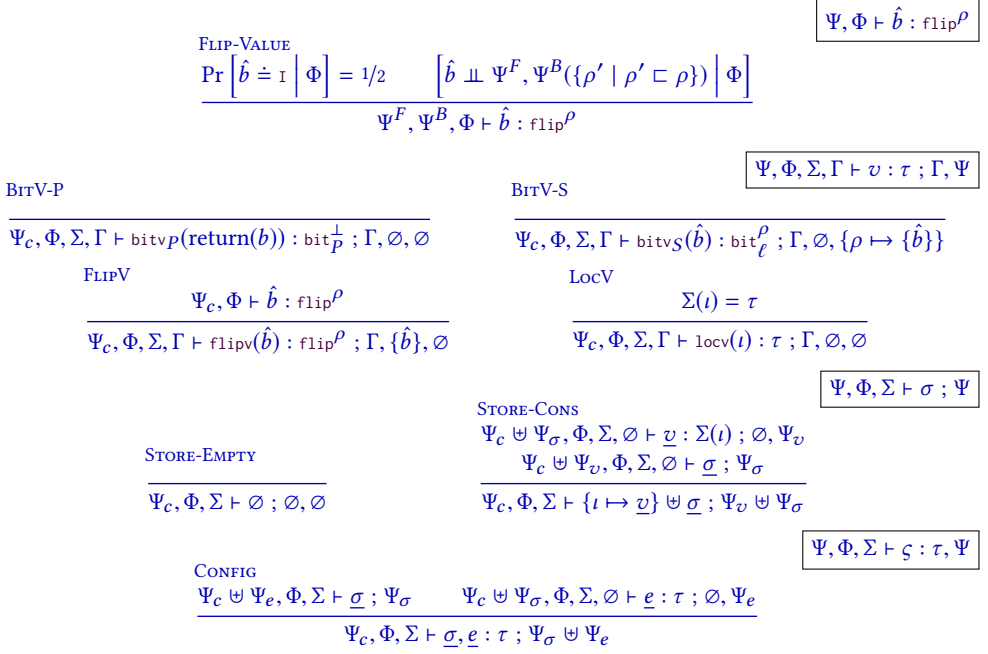 Ψ, Φ ⊢ b̂ : flip^ρ
Flip-Value
Pr [ b̂ ≐ I | Φ ] = 1/2 [ b̂ ⫫ Ψ^F, Ψ^B({ρ′ | ρ′ ⊏ ρ}) | Φ ]
Ψ^F, Ψ^B, Φ ⊢ b̂ : flip^ρ
Ψ, Φ, Σ, Γ ⊢ v : τ ; Γ, Ψ
BitV-P BitV-S
Ψ_c, Φ, Σ, Γ ⊢ bitv_P(return(b)) : bit_P^⊥ ; Γ, ∅, ∅ Ψ_c, Φ, Σ, Γ ⊢ bitv_S(b̂) : bit_ℓ^ρ ; Γ, ∅, {ρ ↦ {b̂}}
FlipV LocV
Ψ_c, Φ ⊢ b̂ : flip^ρ Σ(ι) = τ
Ψ_c, Φ, Σ, Γ ⊢ flipv(b̂) : flip^ρ ; Γ, {b̂}, ∅ Ψ_c, Φ, Σ, Γ ⊢ locv(ι) : τ ; Γ, ∅, ∅
Ψ, Φ, Σ ⊢ σ ; Ψ
Store-Cons
Ψ_c ⊎ Ψ_σ, Φ, Σ, ∅ ⊢ v̲ : Σ(ι) ; ∅, Ψ_v
Store-Empty Ψ_c ⊎ Ψ_v, Φ, Σ, ∅ ⊢ σ̲ ; Ψ_σ
Ψ_c, Φ, Σ ⊢ ∅ ; ∅, ∅ Ψ_c, Φ, Σ ⊢ {ι ↦ v̲} ⊎ σ̲ ; Ψ_v ⊎ Ψ_σ
Ψ, Φ, Σ ⊢ ς : τ, Ψ
Config
Ψ_c ⊎ Ψ_e, Φ, Σ ⊢ σ̲ ; Ψ_σ Ψ_c ⊎ Ψ_σ, Φ, Σ, ∅ ⊢ e̲ : τ ; ∅, Ψ_e
Ψ_c, Φ, Σ ⊢ σ̲, e̲ : τ ; Ψ_σ ⊎ Ψ_e